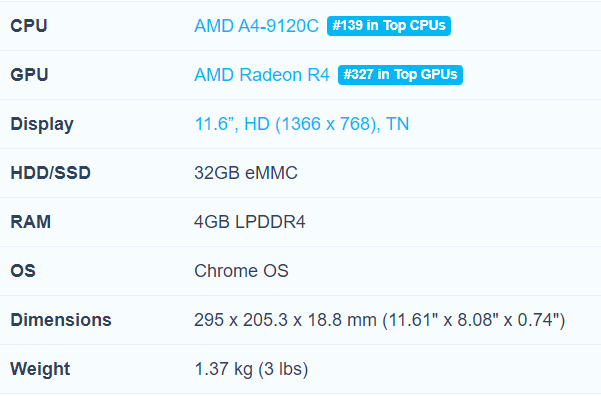 CPU AMD A4-9120C #139 in Top CPUs
GPU AMD Radeon R4 #327 in Top GPUs
Display 11.6”, HD (1366 x 768), TN
HDD/SSD 32GB eMMC
RAM 4GB LPDDR4
OS Chrome OS
Dimensions 295 x 205.3 x 18.8 mm (11.61" x 8.08" x 0.74")
Weight 1.37 kg (3 lbs)